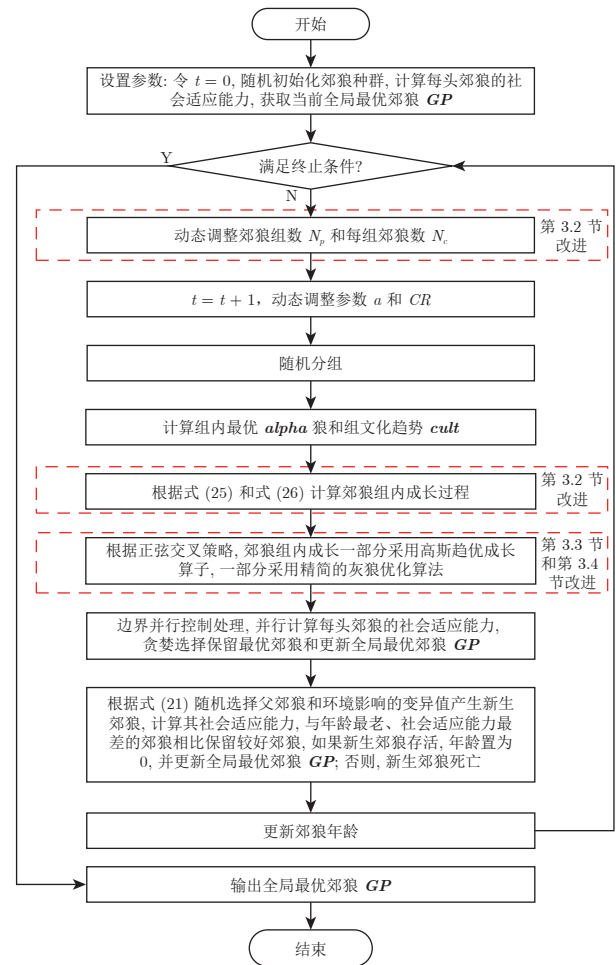 开始
设置参数: 令 t = 0, 随机初始化郊狼种群, 计算每头郊狼的社
会适应能力, 获取当前全局最优郊狼 GP
Y
满足终止条件?
N
动态调整郊狼组数 N_p 和每组郊狼数 N_c
第 3.2 节
改进
t = t + 1，动态调整参数 a 和 CR
随机分组
计算组内最优 alpha 狼和组文化趋势 cult
根据式 (25) 和式 (26) 计算郊狼组内成长过程
第 3.2 节
改进
根据正弦交叉策略, 郊狼组内成长一部分采用高斯趋优成长
算子, 一部分采用精简的灰狼优化算法
第 3.3 节
和第 3.4
节改进
边界并行控制处理, 并行计算每头郊狼的社会适应能力,
贪婪选择保留最优郊狼和更新全局最优郊狼 GP
根据式 (21) 随机选择父郊狼和环境影响的变异值产生新生
郊狼, 计算其社会适应能力, 与年龄最老、社会适应能力最
差的郊狼相比保留较好郊狼, 如果新生郊狼存活, 年龄置为
0, 并更新全局最优郊狼 GP; 否则, 新生郊狼死亡
更新郊狼年龄
输出全局最优郊狼 GP
结束